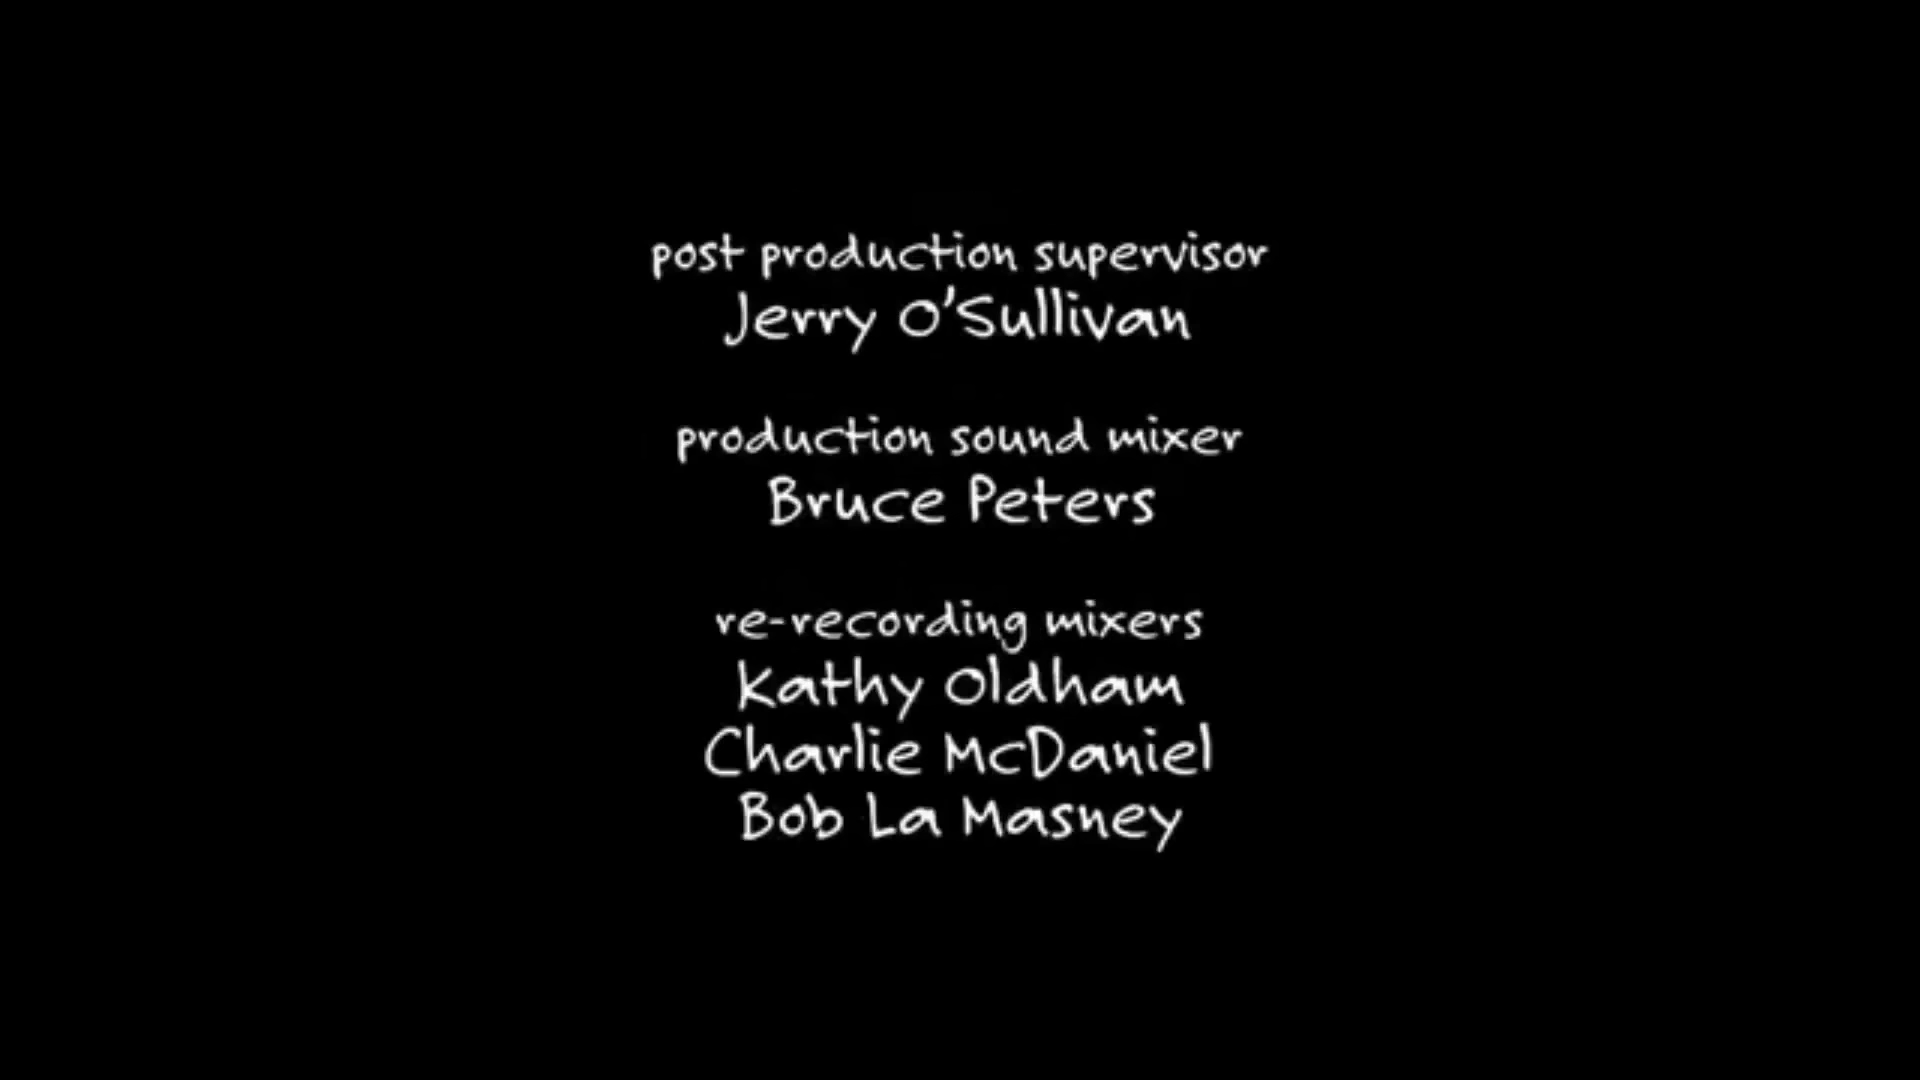 post production supervisor
Jerry O'Sullivan
production sound mixer
Bruce Peters
re-recording mixers
Kathy Oldham
Charlie McDaniel
Bob La Masney